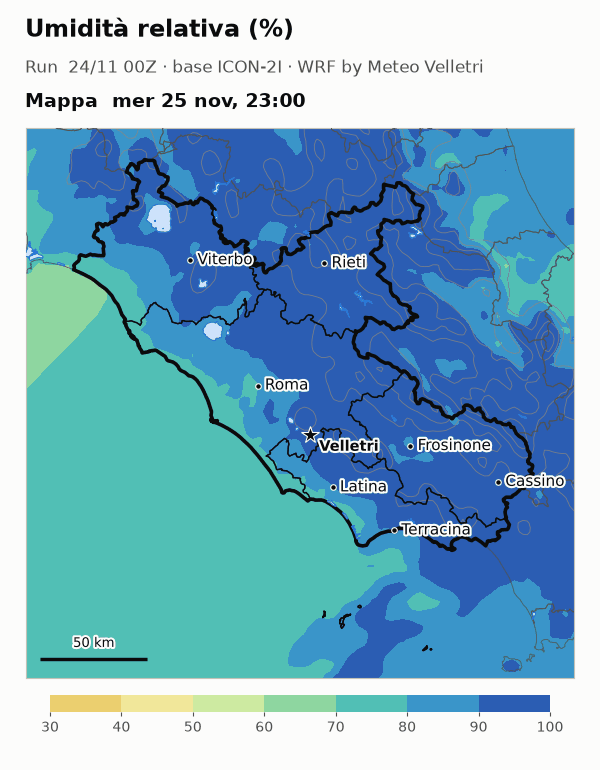 Umidità relativa (%)
Run  24/11 00Z · base ICON-2I · WRF by Meteo Velletri
Mappa  mer 25 nov, 23:00
Viterbo
Rieti
Roma
Velletri
Frosinone
Cassino
Latina
Terracina
50 km
30 40 50 60 70 80 90 100